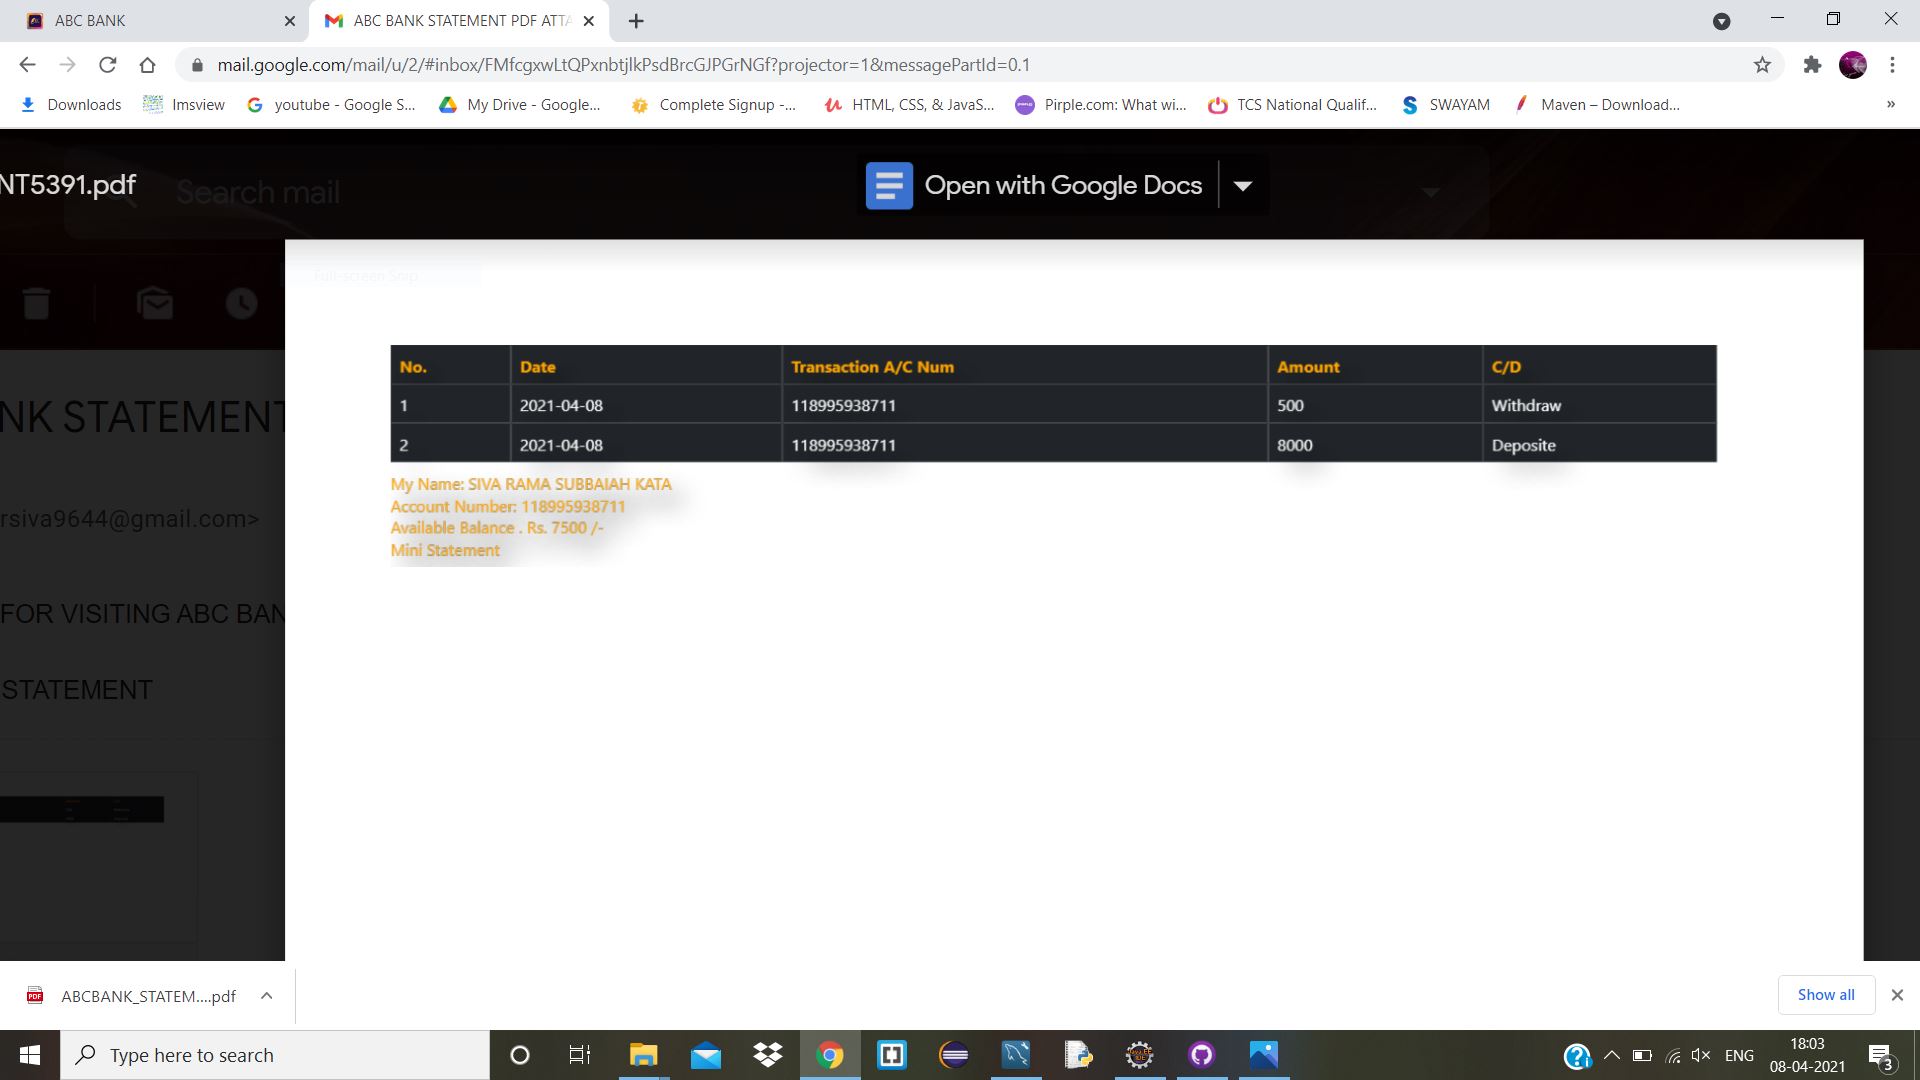 ABC BANK
ABC BANK STATEMENT PDF ATTA
mail.google.com/mail/u/2/#inbox/FMfcgxwLtQPxnbtjlkPsdBrcGJPGrNGf?projector=1&messagePartId=0.1
Downloads Imsview youtube - Google S... My Drive - Google... Complete Signup -... HTML, CSS, & JavaS... Pirple.com: What wi... TCS National Qualif... SWAYAM Maven – Download... »
NT5391.pdf Search mail Open with Google Docs
Full-screen Snip
No. Date Transaction A/C Num Amount C/D
1 2021-04-08 118995938711 500 Withdraw
2 2021-04-08 118995938711 8000 Deposite
My Name: SIVA RAMA SUBBAIAH KATA
Account Number: 118995938711
Available Balance . Rs. 7500 /-
Mini Statement
NK STATEMENT
rsiva9644@gmail.com>
FOR VISITING ABC BAN
STATEMENT
ABCBANK_STATEM....pdf Show all
Type here to search ENG 18:03
08-04-2021 3